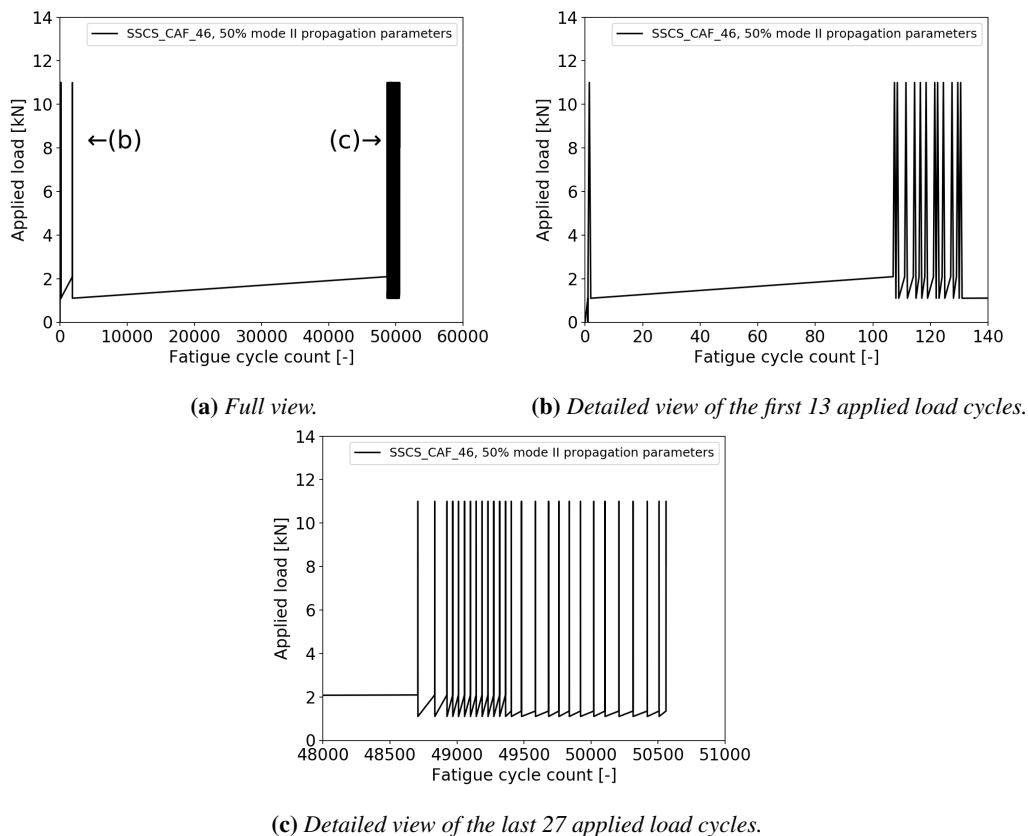 14
12
10
8
6
4
2
0
Applied load [kN]
SSCS_CAF_46, 50% mode II propagation parameters
←(b)
(c)→
0 10000 20000 30000 40000 50000 60000
Fatigue cycle count [-]
(a) Full view.
14
12
10
8
6
4
2
0
Applied load [kN]
SSCS_CAF_46, 50% mode II propagation parameters
0 20 40 60 80 100 120 140
Fatigue cycle count [-]
(b) Detailed view of the first 13 applied load cycles.
14
12
10
8
6
4
2
0
Applied load [kN]
SSCS_CAF_46, 50% mode II propagation parameters
48000 48500 49000 49500 50000 50500 51000
Fatigue cycle count [-]
(c) Detailed view of the last 27 applied load cycles.